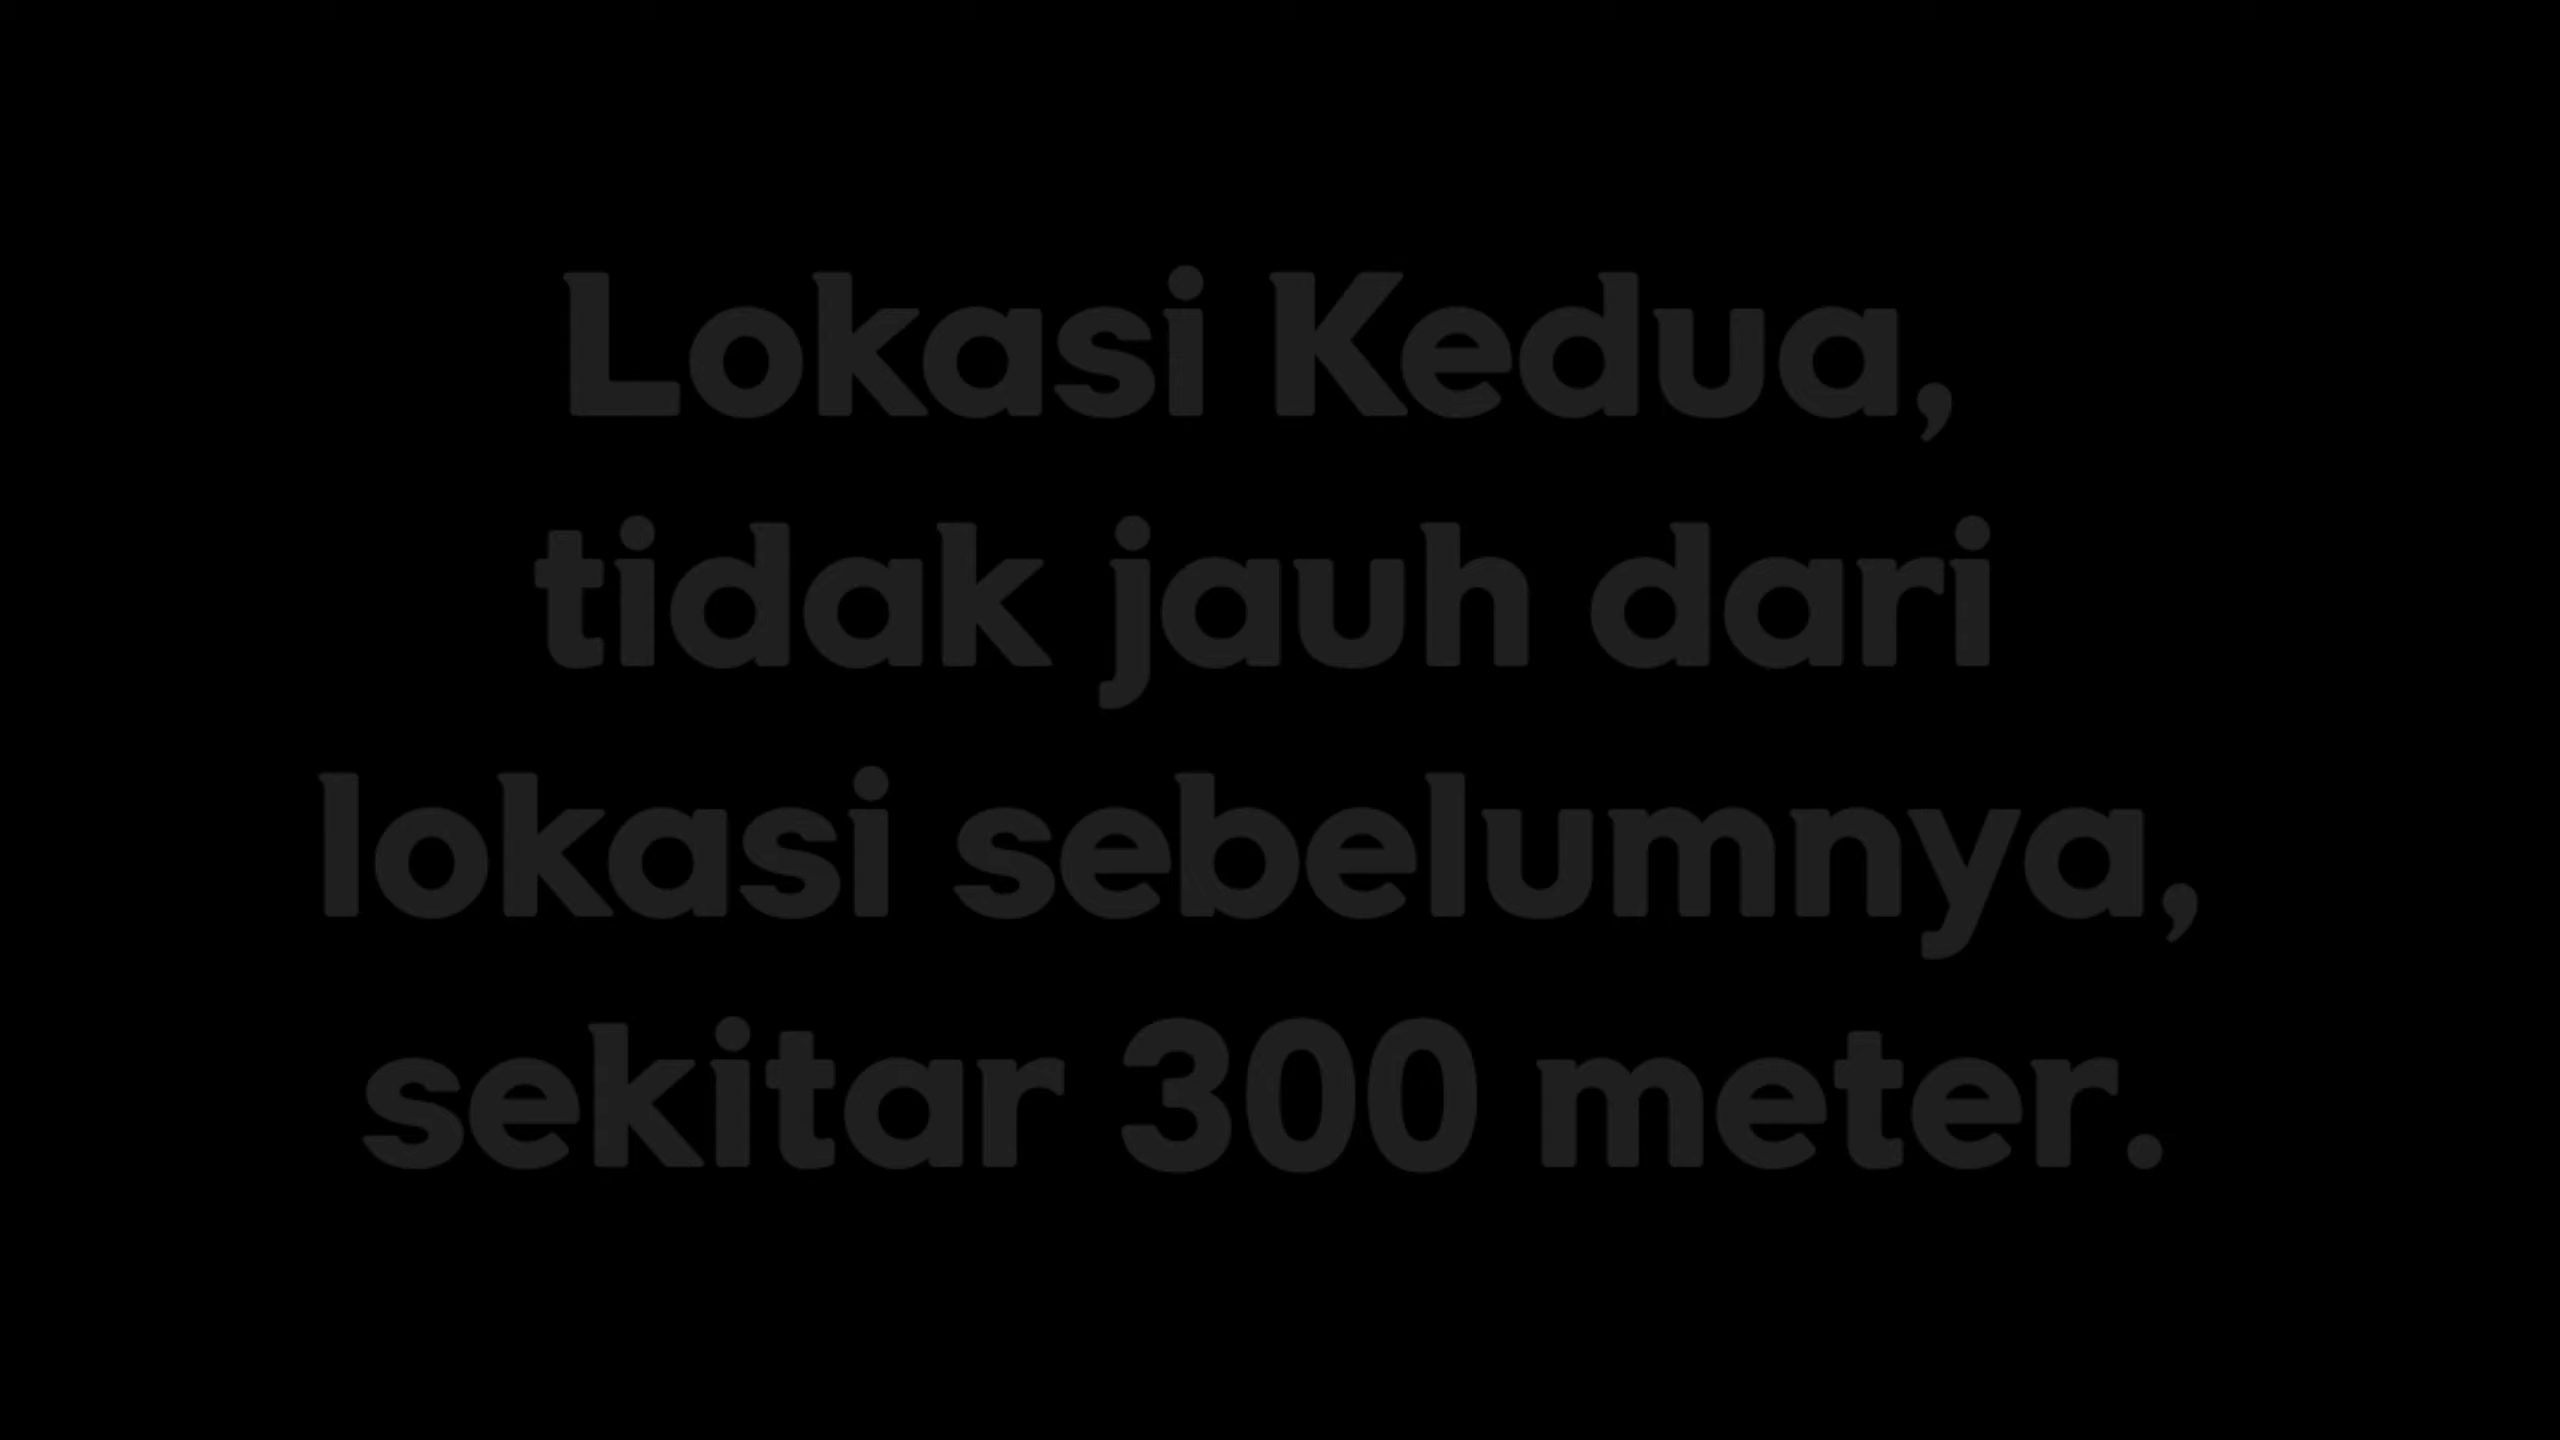 Lokasi Kedua,
tidak jauh dari
lokasi sebelumnya,
sekitar 300 meter.